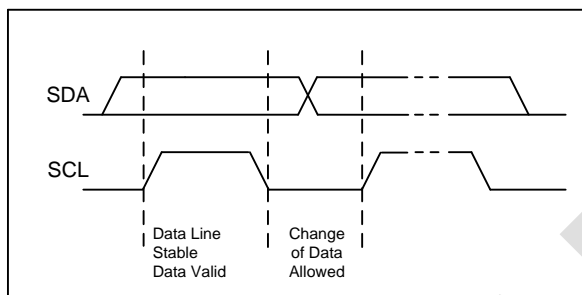 SDA
SCL
Data Line
Stable
Data Valid
Change
of Data
Allowed